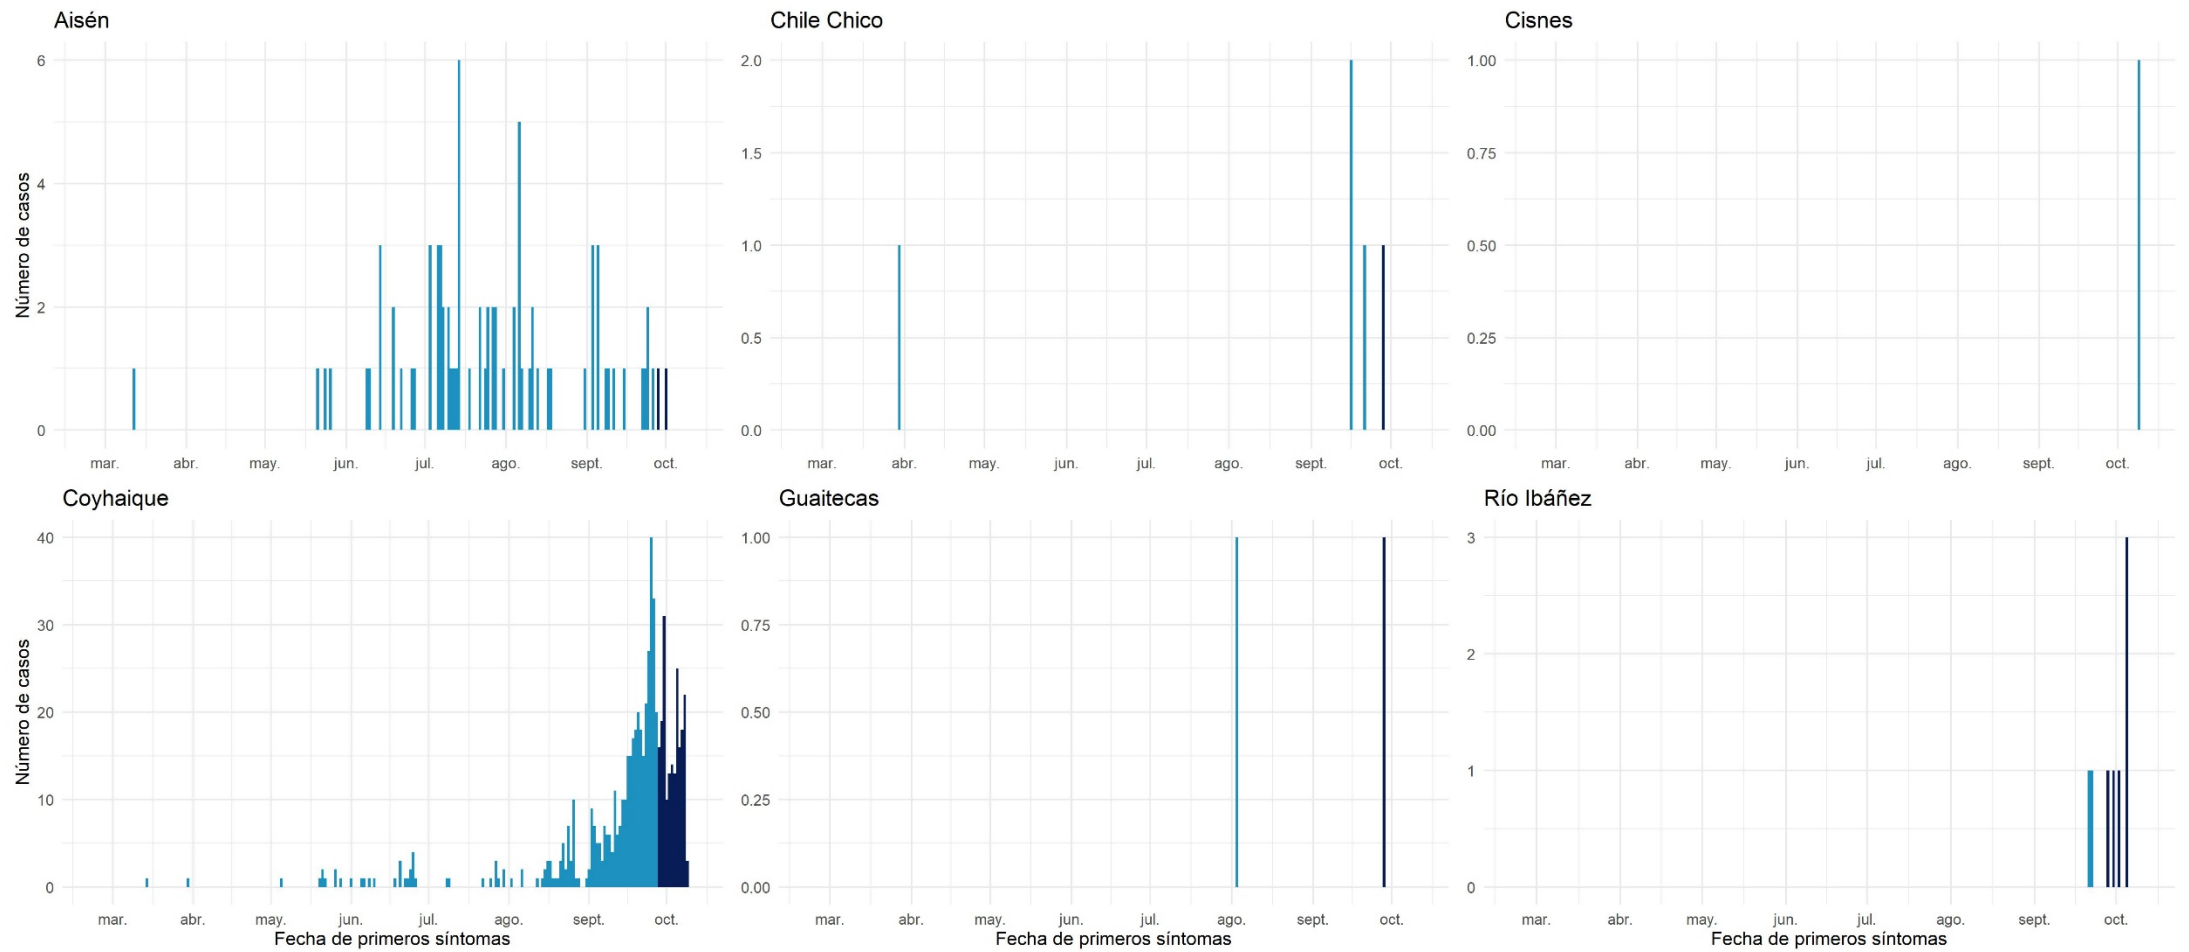 Aisén
Chile Chico
Cisnes
Número de casos
6
4
2
0
mar. abr. may. jun. jul. ago. sept. oct.
2.0
1.5
1.0
0.5
0.0
mar. abr. may. jun. jul. ago. sept. oct.
1.00
0.75
0.50
0.25
0.00
mar. abr. may. jun. jul. ago. sept. oct.
Coyhaique
Guaitecas
Río Ibáñez
Número de casos
40
30
20
10
0
mar. abr. may. jun. jul. ago. sept. oct.
Fecha de primeros síntomas
1.00
0.75
0.50
0.25
0.00
mar. abr. may. jun. jul. ago. sept. oct.
Fecha de primeros síntomas
3
2
1
0
mar. abr. may. jun. jul. ago. sept. oct.
Fecha de primeros síntomas